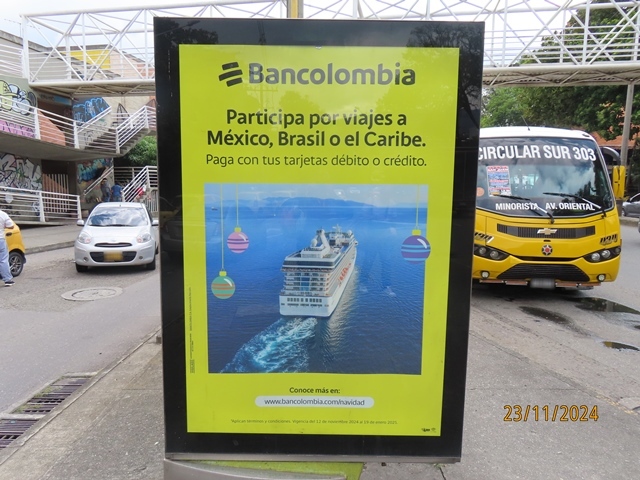 Bancolombia
Participa por viajes a
México, Brasil o el Caribe.
Paga con tus tarjetas débito o crédito.
Conoce más en:
www.bancolombia.com/navidad
CIRCULAR SUR 303
MINORISTA AV. ORIENTAL
23/11/2024